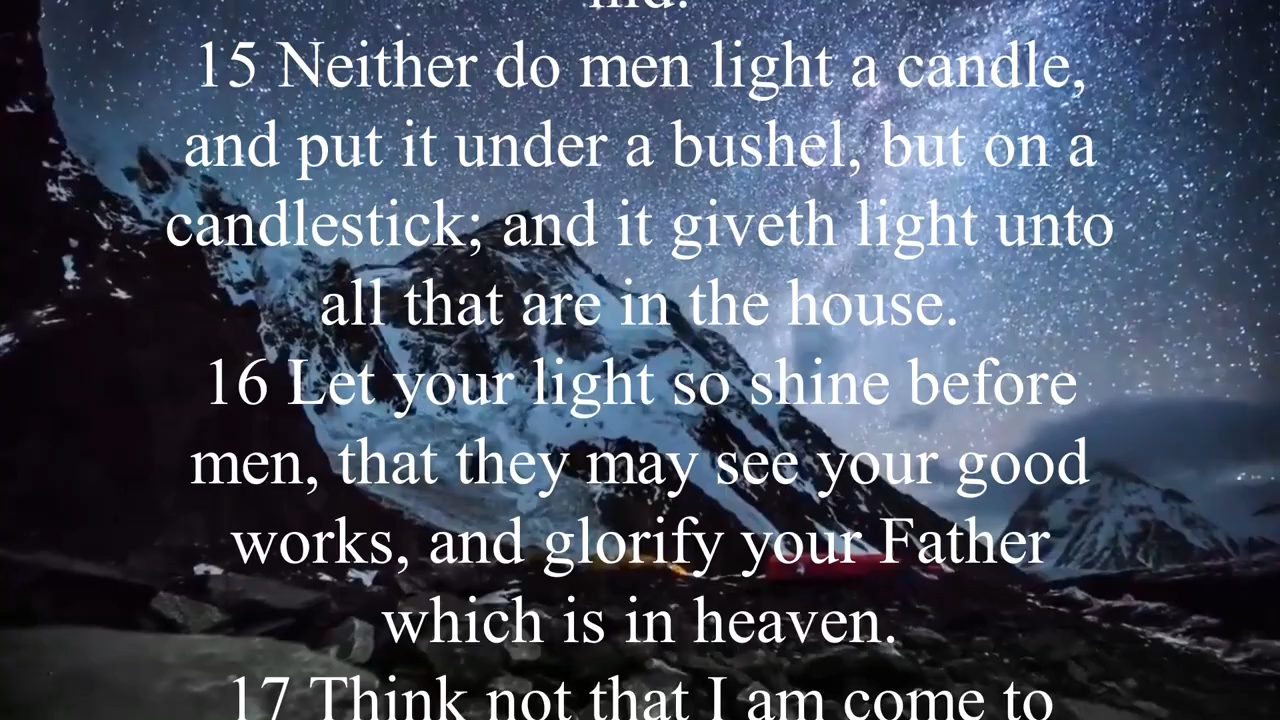 hid.
15 Neither do men light a candle,
and put it under a bushel, but on a
candlestick; and it giveth light unto
all that are in the house.
16 Let your light so shine before
men, that they may see your good
works, and glorify your Father
which is in heaven.
17 Think not that I am come to